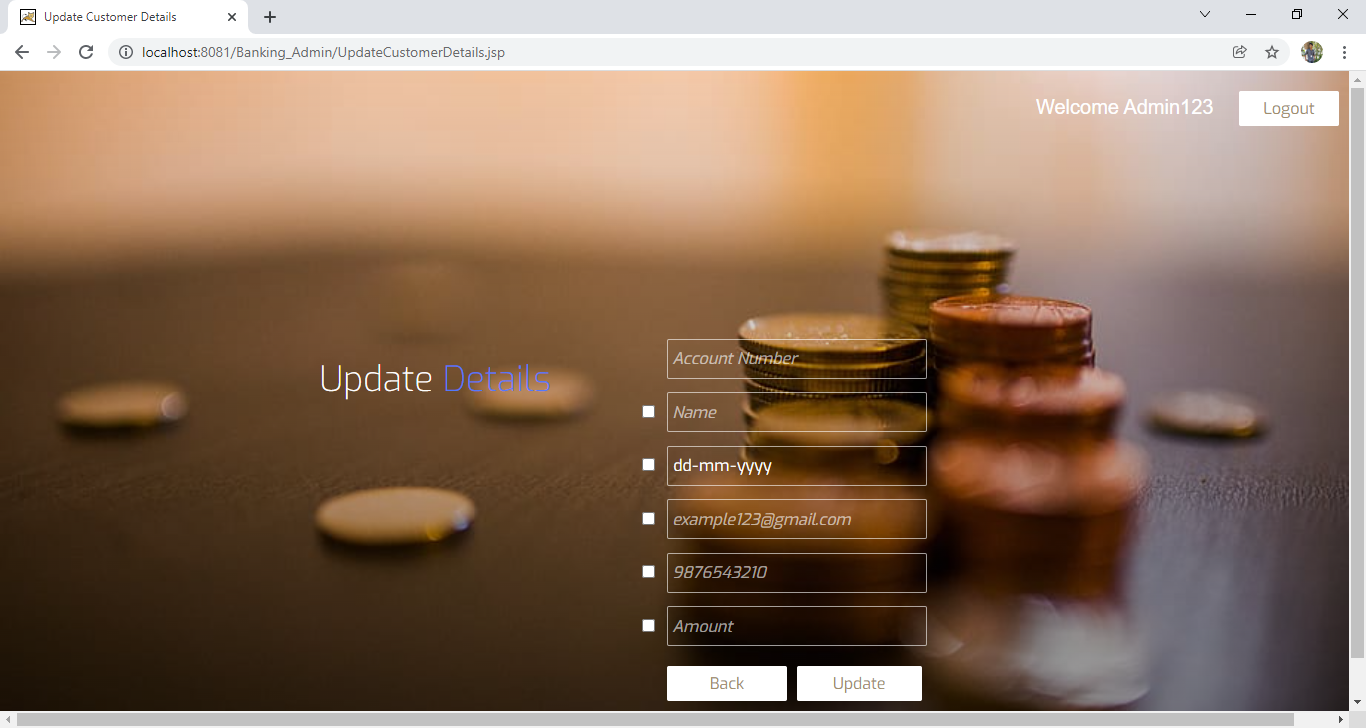 Update Customer Details
localhost:8081/Banking_Admin/UpdateCustomerDetails.jsp
Welcome Admin123
Logout
Update Details
Account Number
Name
dd-mm-yyyy
example123@gmail.com
9876543210
Amount
Back
Update